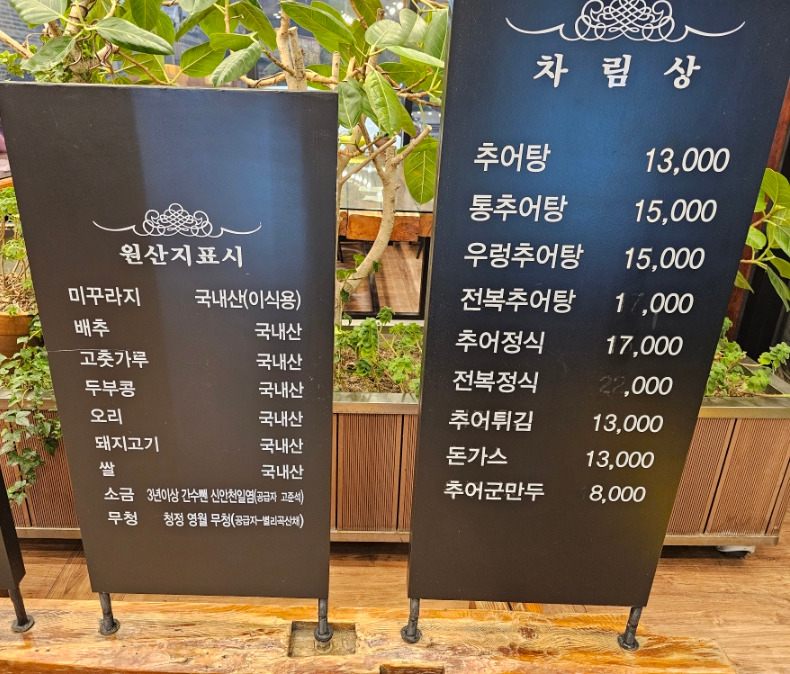 원산지표시
미꾸라지 국내산(이식용)
배추 국내산
고춧가루 국내산
두부콩 국내산
오리 국내산
돼지고기 국내산
쌀 국내산
소금 3년이상 간수뺀 신안천일염(공급자 고준석)
무청 청정 영월 무청(공급자-별리곡산채)
차림상
추어탕 13,000
통추어탕 15,000
우렁추어탕 15,000
전복추어탕
추어정식 17,000
전복정식
추어튀김 13,000
돈가스 13,000
추어군만두 8,000